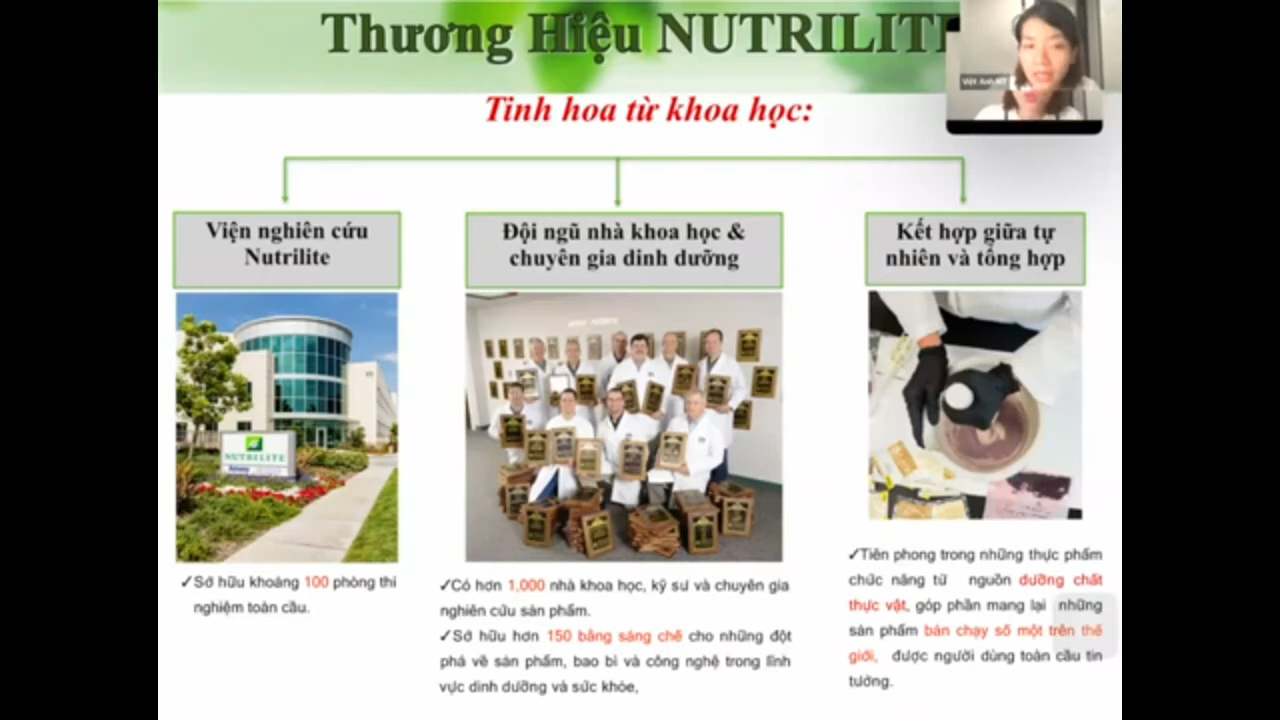 Thương Hiệu NUTRILITE
Việt Anh NT
Tinh hoa từ khoa học:
Viện nghiên cứu
Nutrilite
Đội ngũ nhà khoa học &
chuyên gia dinh dưỡng
Kết hợp giữa tự
nhiên và tổng hợp
NUTRILITE
✓Sở hữu khoảng 100 phòng thí
nghiệm toàn cầu.
✓Có hơn 1,000 nhà khoa học, kỹ sư và chuyên gia
nghiên cứu sản phẩm.
✓Sở hữu hơn 150 bằng sáng chế cho những đột
phá về sản phẩm, bao bì và công nghệ trong lĩnh
vực dinh dưỡng và sức khỏe,
✓Tiên phong trong những thực phẩm
chức năng từ nguồn dưỡng chất
thực vật, góp phần mang lại những
sản phẩm bán chạy số một trên thế
giới, được người dùng toàn cầu tin
tưởng.